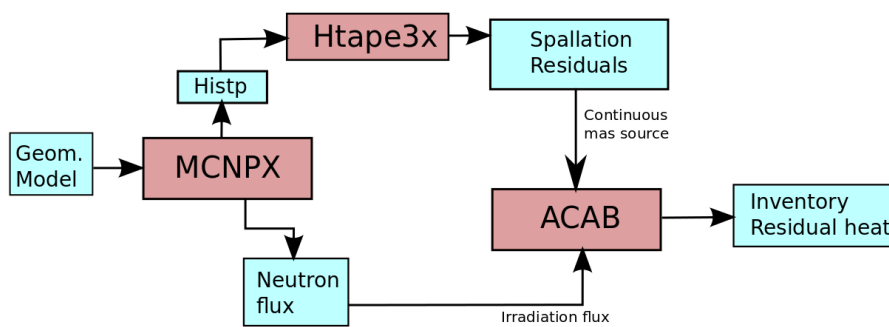 Htape3x
Spallation
Residuals
Histp
Continuous
mas source
Geom.
Model
MCNPX
ACAB
Inventory
Residual heat
Neutron
flux
Irradiation flux